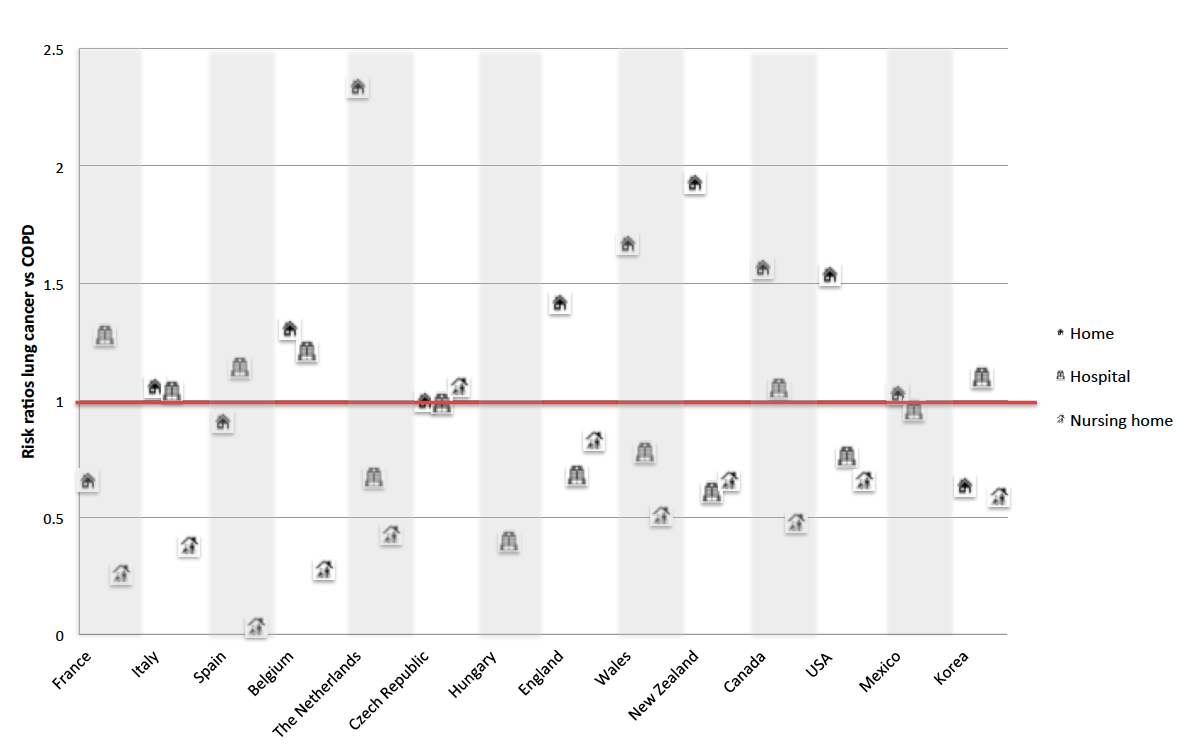 2.5
2
1.5
1
0.5
0
Risk ratios lung cancer vs COPD
France
Italy
Spain
Belgium
The Netherlands
Czech Republic
Hungary
England
Wales
New Zealand
Canada
USA
Mexico
Korea
Home
Hospital
Nursing home